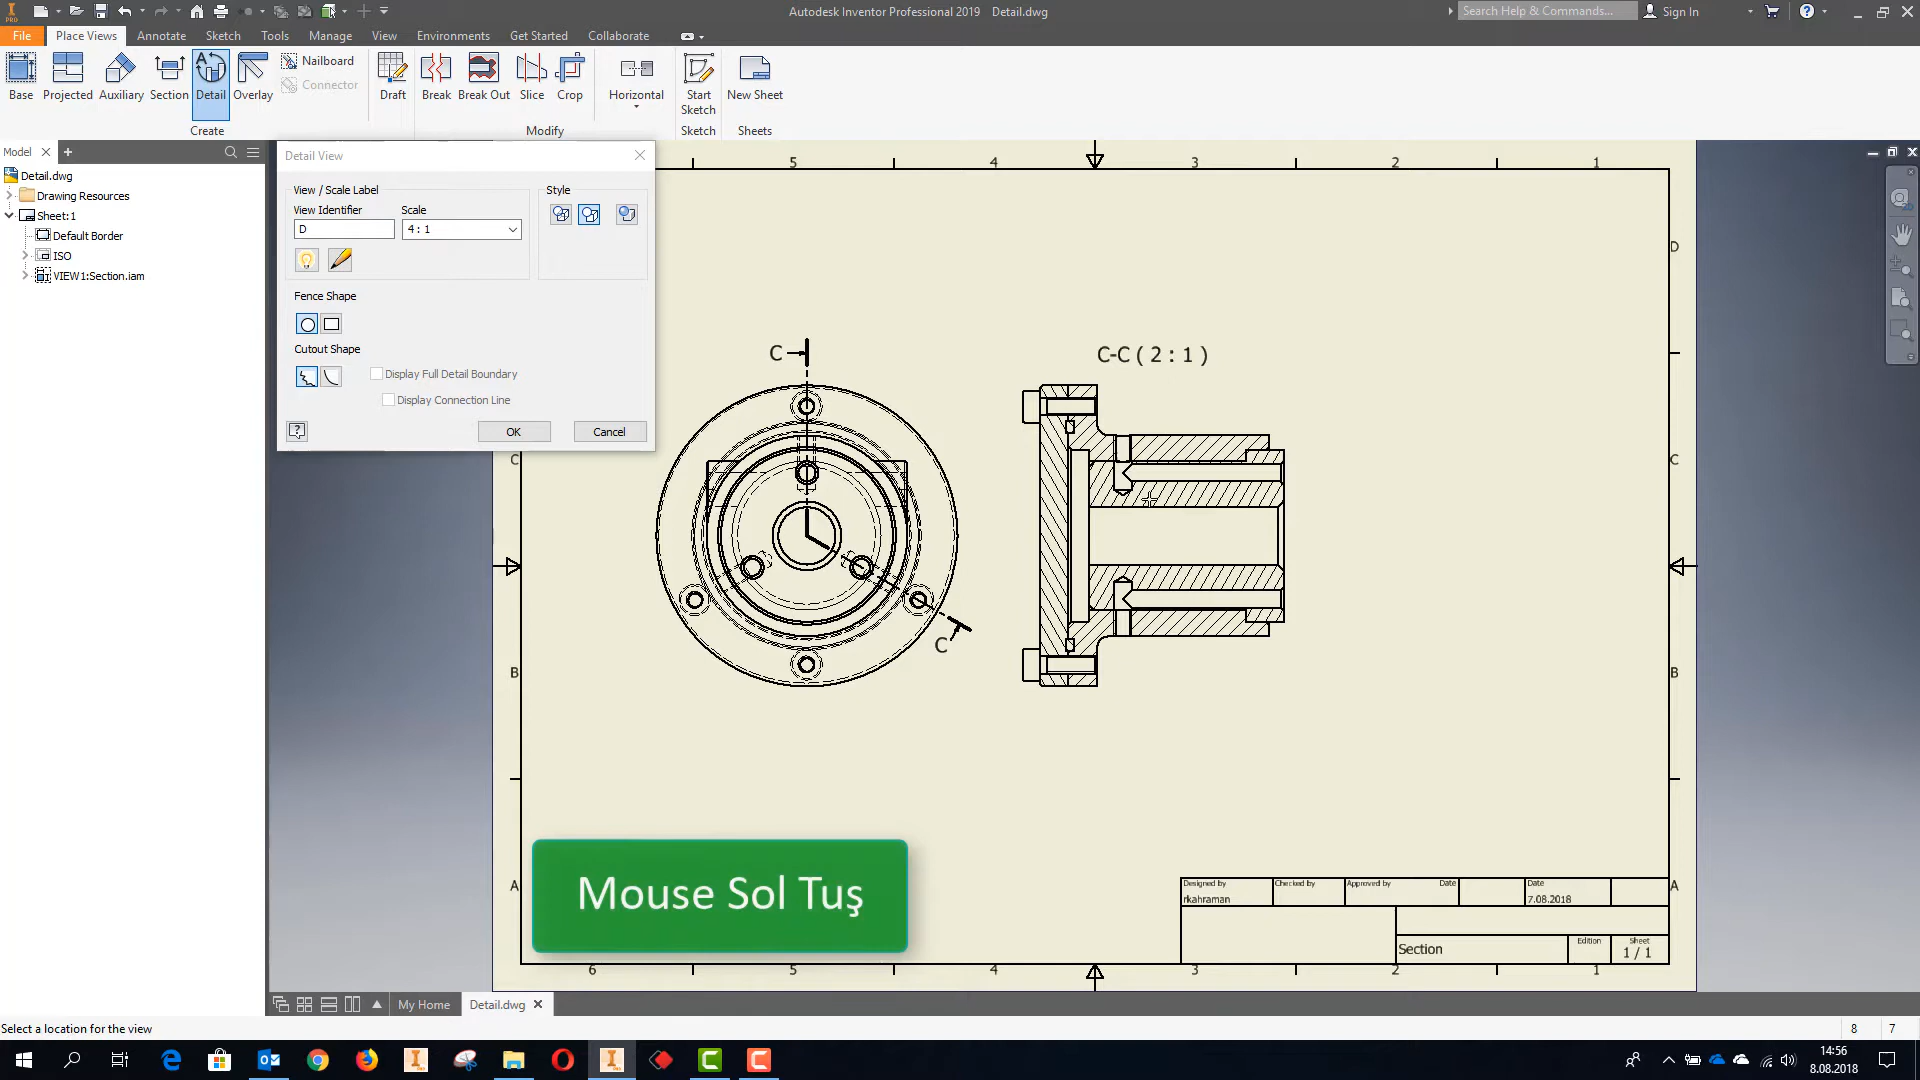 Autodesk Inventor Professional 2019 Detail.dwg
Search Help & Commands...
Sign In
File Place Views Annotate Sketch Tools Manage View Environments Get Started Collaborate
Base
Projected
Auxiliary
Section
Detail
Overlay
Nailboard
Connector
Draft
Break
Break Out
Slice
Crop
Horizontal
Start
Sketch
New Sheet
Create
Modify
Sketch
Sheets
Model
Detail.dwg
Drawing Resources
Sheet:1
Default Border
ISO
VIEW1:Section.iam
Detail View
View / Scale Label
View Identifier
Scale
D
4 : 1
Style
Fence Shape
Cutout Shape
Display Full Detail Boundary
Display Connection Line
OK
Cancel
5 4 3 2 1
D
C
C
B
B
A
A
C
C
C-C ( 2 : 1 )
Mouse Sol Tuş
Designed by
rkahraman
Checked by
Approved by
Date
Date
7.08.2018
Section
Edition
Sheet
1 / 1
6 5 4 3 2 1
My Home
Detail.dwg
Select a location for the view
8 7
14:56
8.08.2018